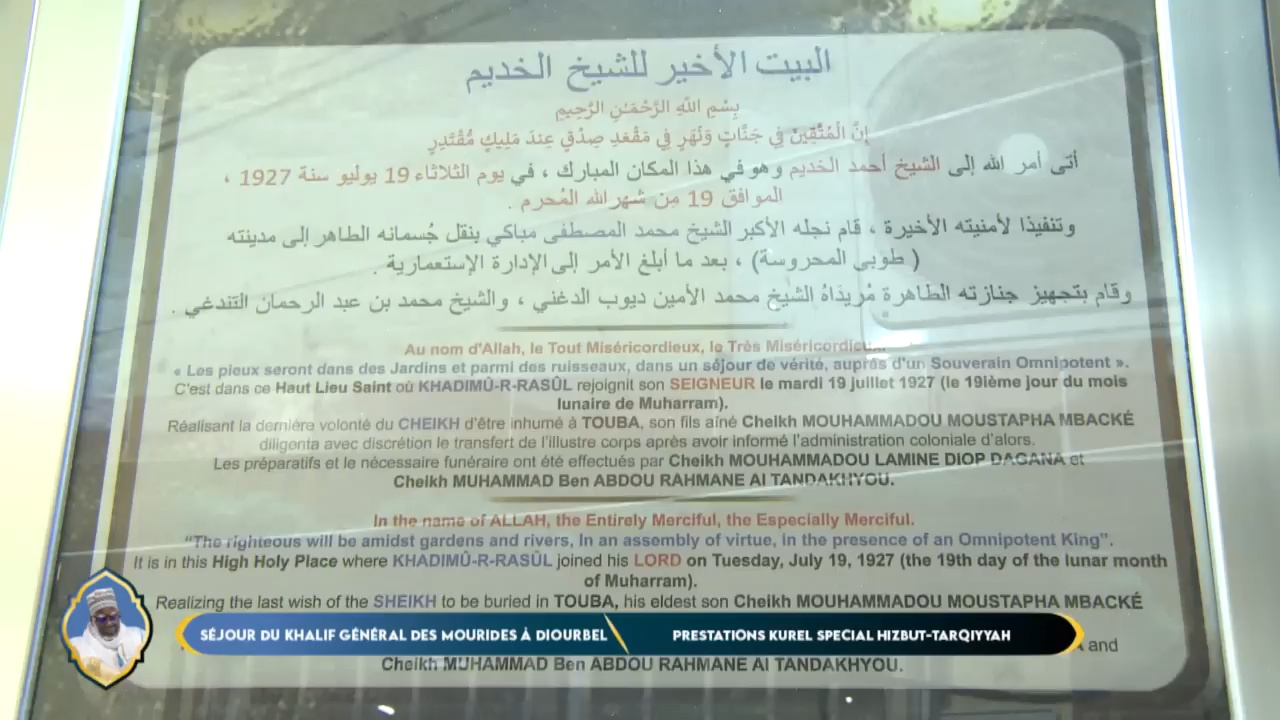 البيت الأخير للشيخ الخديم
بِسْمِ اللَّهِ الرَّحْمَـٰنِ الرَّحِيمِ
إِنَّ الْمُتَّقِينَ فِي جَنَّاتٍ وَنَهَرٍ فِي مَقْعَدِ صِدْقٍ عِندَ مَلِيكٍ مُّقْتَدِرٍ
أتى أمر الله إلى الشيخ أحمد الخديم وهو في هذا المكان المبارك ، في يوم الثلاثاء 19 يوليو سنة 1927 ،
الموافق 19 مِن شهر الله المُحرم .
وتنفيذا لأمنيته الأخيرة ، قام نجله الأكبر الشيخ محمد المصطفى مباكي بنقل جُسمانه الطاهر إلى مدينته
( طوبى المحروسة) ، بعد ما أبلغ الأمر إلى الإدارة الإستعمارية .
وقام بتجهيز جنازته الطاهرة مُريدَاهُ الشيخ محمد الأمين ديوب الدغني ، والشيخ محمد بن عبد الرحمان التندغي .
Au nom d'Allah, le Tout Miséricordieux, le Très Miséricordieux.
« Les pieux seront dans des Jardins et parmi des ruisseaux, dans un séjour de vérité, auprès d'un Souverain Omnipotent ».
C'est dans ce Haut Lieu Saint où KHADIMÛ-R-RASÛL rejoignit son SEIGNEUR le mardi 19 juillet 1927 (le 19ième jour du mois
lunaire de Muharram).
Réalisant la dernière volonté du CHEIKH d'être inhumé à TOUBA, son fils aîné Cheikh MOUHAMMADOU MOUSTAPHA MBACKÉ
diligenta avec discrétion le transfert de l'illustre corps après avoir informé l'administration coloniale d'alors.
Les préparatifs et le nécessaire funéraire ont été effectués par Cheikh MOUHAMMADOU LAMINE DIOP DAGANA et
Cheikh MUHAMMAD Ben ABDOU RAHMANE Al TANDAKHYOU.
In the name of ALLAH, the Entirely Merciful, the Especially Merciful.
"The righteous will be amidst gardens and rivers, In an assembly of virtue, in the presence of an Omnipotent King".
It is in this High Holy Place where KHADIMÛ-R-RASÛL joined his LORD on Tuesday, July 19, 1927 (the 19th day of the lunar month
of Muharram).
Realizing the last wish of the SHEIKH to be buried in TOUBA, his eldest son Cheikh MOUHAMMADOU MOUSTAPHA MBACKÉ
and
Cheikh MUHAMMAD Ben ABDOU RAHMANE Al TANDAKHYOU.
SÉJOUR DU KHALIF GÉNÉRAL DES MOURIDES À DIOURBEL
PRESTATIONS KUREL SPECIAL HIZBUT-TARQIYYAH